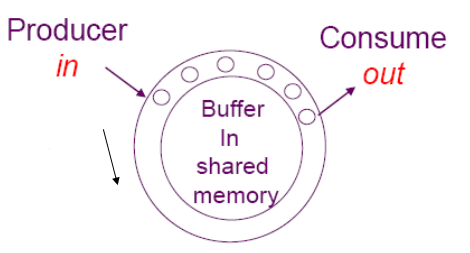 Producer
in
Consume
out
Buffer
In
shared
memory